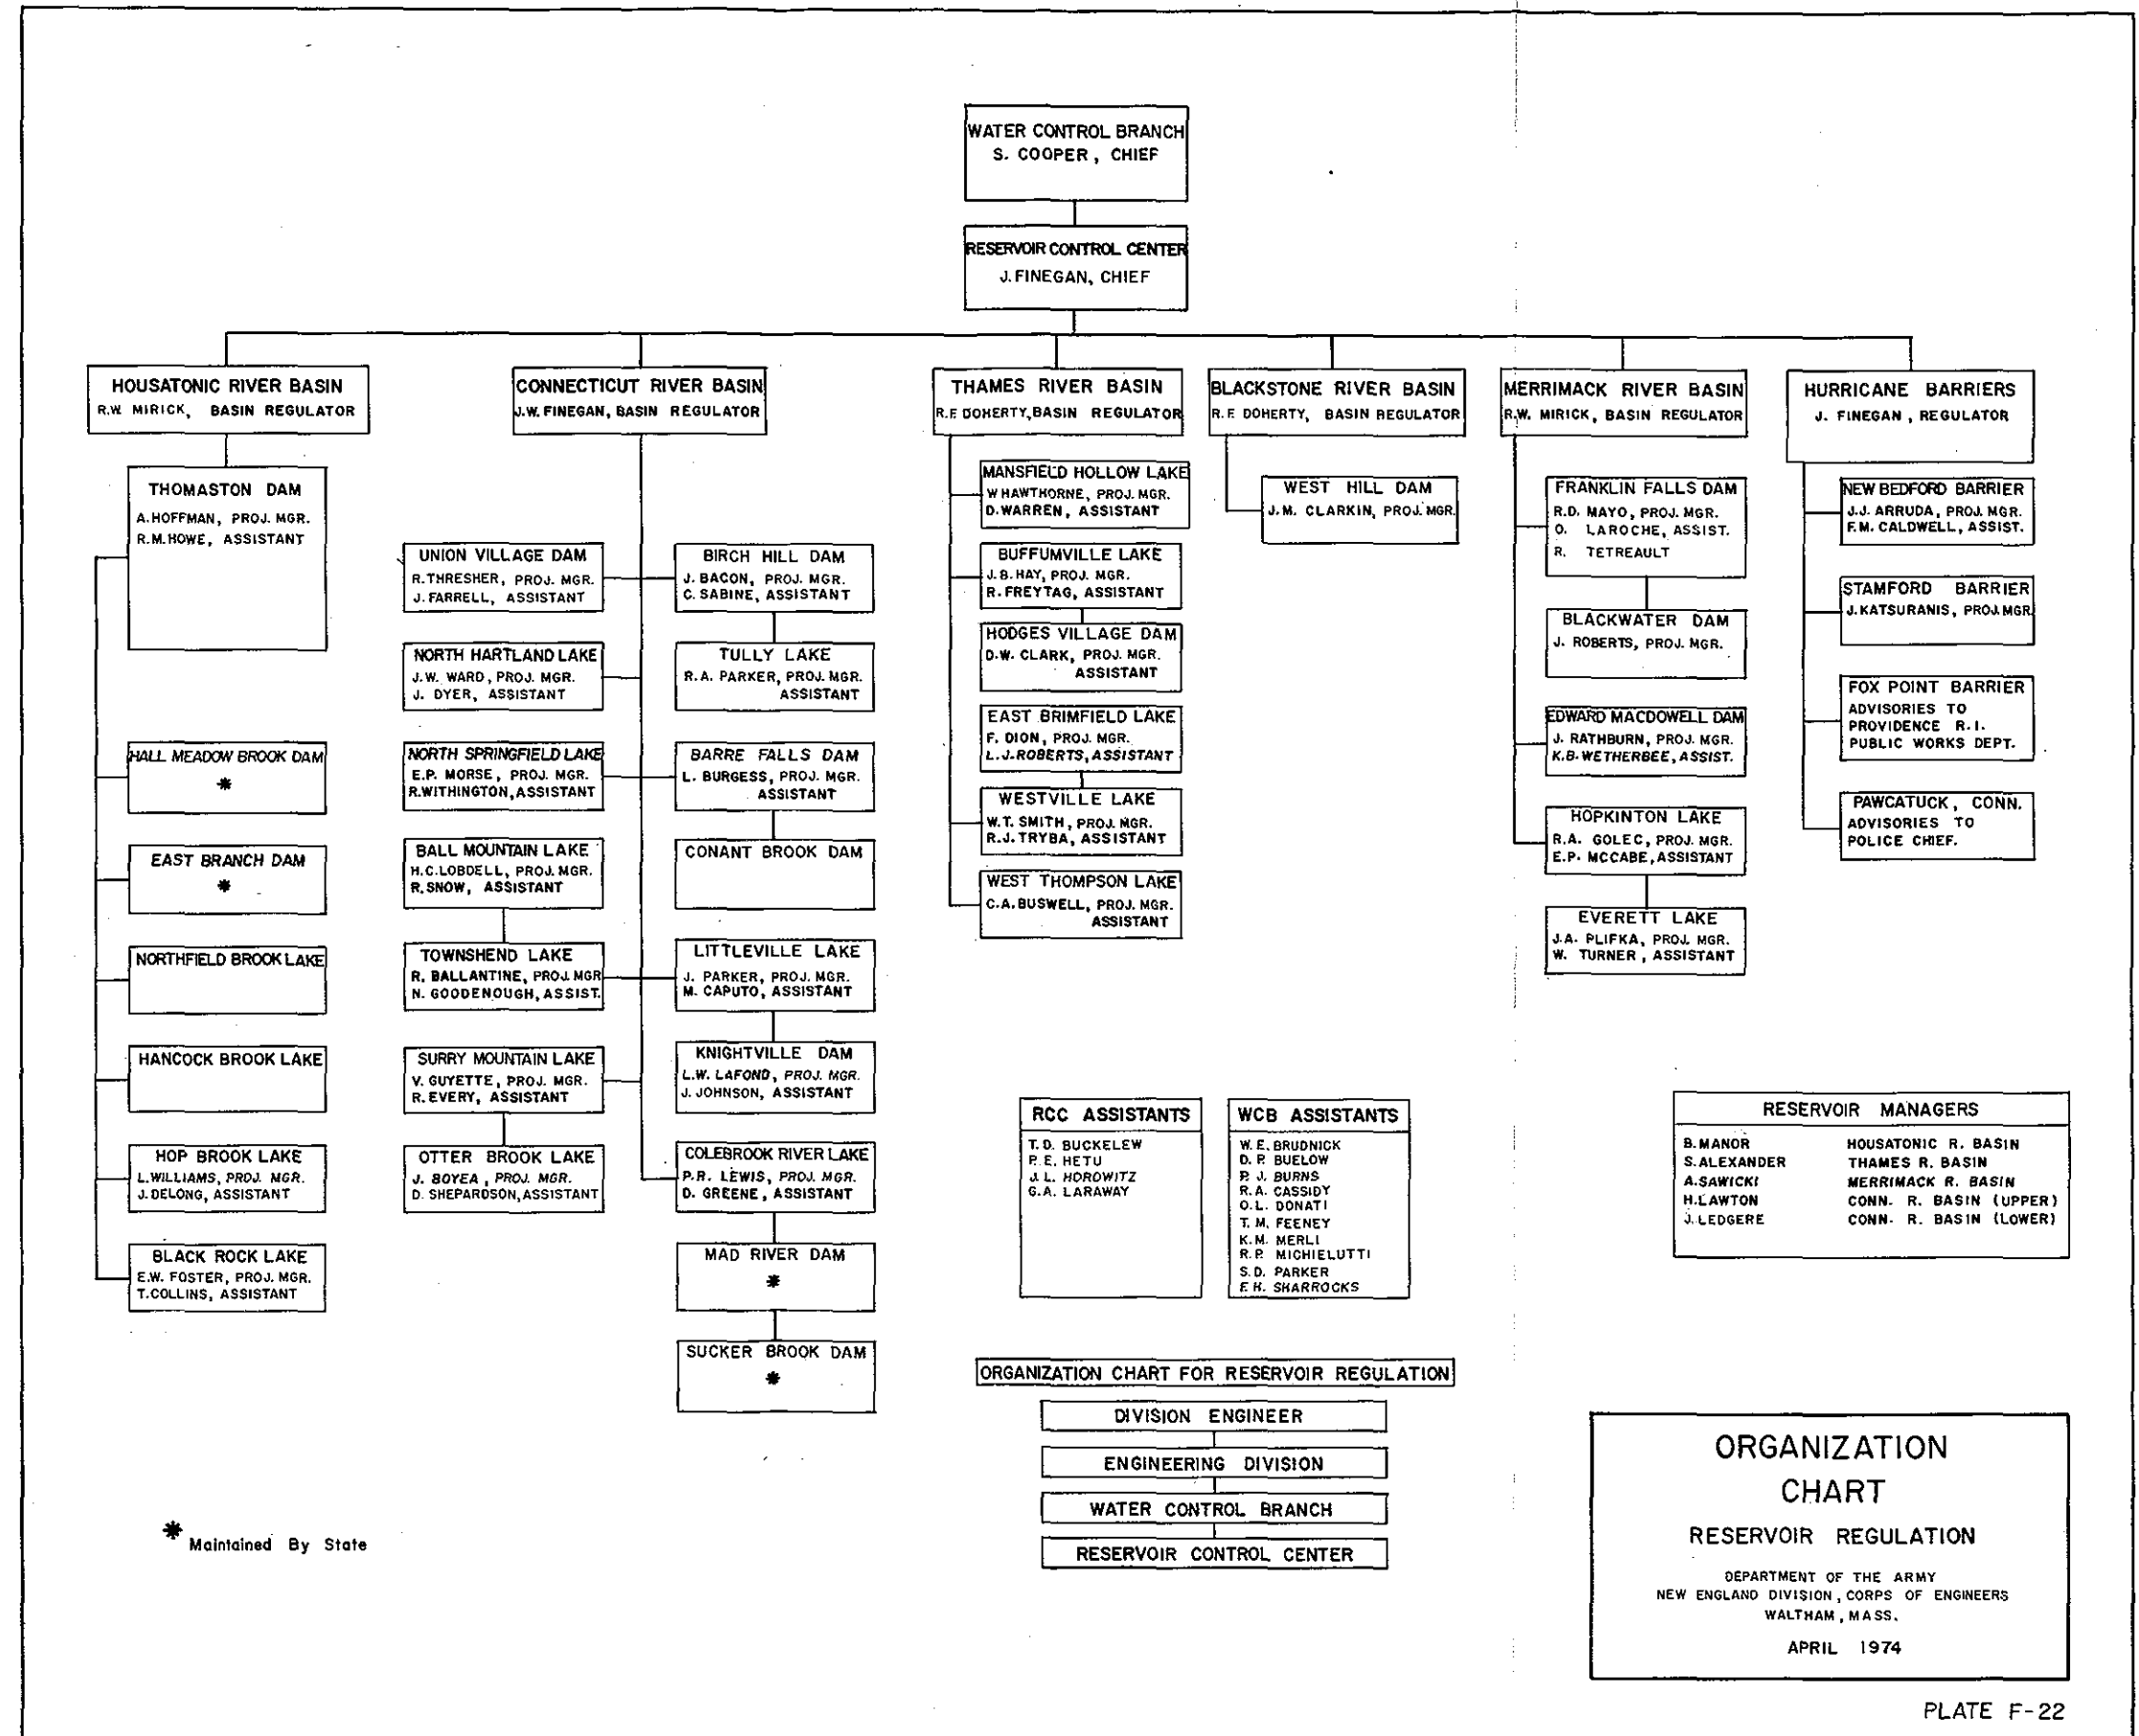 WATER CONTROL BRANCH
S. COOPER, CHIEF
RESERVOIR CONTROL CENTER
J. FINEGAN, CHIEF
HOUSATONIC RIVER BASIN
R.W. MIRICK, BASIN REGULATOR
THOMASTON DAM
A. HOFFMAN, PROJ. MGR.
R.M. HOWE, ASSISTANT
HALL MEADOW BROOK DAM
*
EAST BRANCH DAM
*
NORTHFIELD BROOK LAKE
HANCOCK BROOK LAKE
HOP BROOK LAKE
L. WILLIAMS, PROJ. MGR.
J. DELONG, ASSISTANT
BLACK ROCK LAKE
E.W. FOSTER, PROJ. MGR.
T. COLLINS, ASSISTANT
CONNECTICUT RIVER BASIN
J.W. FINEGAN, BASIN REGULATOR
UNION VILLAGE DAM
R. THRESHER, PROJ. MGR.
J. FARRELL, ASSISTANT
NORTH HARTLAND LAKE
J.W. WARD, PROJ. MGR.
J. DYER, ASSISTANT
NORTH SPRINGFIELD LAKE
E.P. MORSE, PROJ. MGR.
R. WITHINGTON, ASSISTANT
BALL MOUNTAIN LAKE
H.C. LOBDELL, PROJ. MGR.
R. SNOW, ASSISTANT
TOWNSHEND LAKE
R. BALLANTINE, PROJ. MGR
N. GOODENOUGH, ASSIST.
SURRY MOUNTAIN LAKE
V. GUYETTE, PROJ. MGR.
R. EVERY, ASSISTANT
OTTER BROOK LAKE
J. BOYEA, PROJ. MGR.
D. SHEPARDSON, ASSISTANT
BIRCH HILL DAM
J. BACON, PROJ. MGR.
C. SABINE, ASSISTANT
TULLY LAKE
R.A. PARKER, PROJ. MGR.
ASSISTANT
BARRE FALLS DAM
L. BURGESS, PROJ. MGR.
ASSISTANT
CONANT BROOK DAM
LITTLEVILLE LAKE
J. PARKER, PROJ. MGR.
M. CAPUTO, ASSISTANT
KNIGHTVILLE DAM
L.W. LAFOND, PROJ. MGR.
J. JOHNSON, ASSISTANT
COLEBROOK RIVER LAKE
P.R. LEWIS, PROJ. MGR.
D. GREENE, ASSISTANT
MAD RIVER DAM
*
SUCKER BROOK DAM
*
THAMES RIVER BASIN
R.F. DOHERTY, BASIN REGULATOR
MANSFIELD HOLLOW LAKE
W HAWTHORNE, PROJ. MGR.
D. WARREN, ASSISTANT
BUFFUMVILLE LAKE
J.B. HAY, PROJ. MGR.
R. FREYTAG, ASSISTANT
HODGES VILLAGE DAM
D.W. CLARK, PROJ. MGR.
ASSISTANT
EAST BRIMFIELD LAKE
F. DION, PROJ. MGR.
L.J. ROBERTS, ASSISTANT
WESTVILLE LAKE
W.T. SMITH, PROJ. MGR.
R.J. TRYBA, ASSISTANT
WEST THOMPSON LAKE
C.A. BUSWELL, PROJ. MGR.
ASSISTANT
BLACKSTONE RIVER BASIN
R.F. DOHERTY, BASIN REGULATOR
WEST HILL DAM
J.M. CLARKIN, PROJ. MGR.
MERRIMACK RIVER BASIN
R.W. MIRICK, BASIN REGULATOR
FRANKLIN FALLS DAM
R.D. MAYO, PROJ. MGR.
O. LAROCHE, ASSIST.
R. TETREAULT
BLACKWATER DAM
J. ROBERTS, PROJ. MGR.
EDWARD MACDOWELL DAM
J. RATHBURN, PROJ. MGR.
K.B. WETHERBEE, ASSIST.
HOPKINTON LAKE
R.A. GOLEC, PROJ. MGR.
E.P. MCCABE, ASSISTANT
EVERETT LAKE
J.A. PLIFKA, PROJ. MGR.
W. TURNER, ASSISTANT
HURRICANE BARRIERS
J. FINEGAN, REGULATOR
NEW BEDFORD BARRIER
J.J. ARRUDA, PROJ. MGR.
F.M. CALDWELL, ASSIST.
STAMFORD BARRIER
J. KATSURANIS, PROJ. MGR
FOX POINT BARRIER
ADVISORIES TO
PROVIDENCE R.I.
PUBLIC WORKS DEPT.
PAWCATUCK, CONN.
ADVISORIES TO
POLICE CHIEF.
RCC ASSISTANTS
T.D. BUCKELEW
P.E. HETU
J.L. HOROWITZ
G.A. LARAWAY
WCB ASSISTANTS
W.E. BRUDNICK
D.P. BUELOW
P.J. BURNS
R.A. CASSIDY
O.L. DONATI
T.M. FEENEY
K.M. MERLI
R.P. MICHIELUTTI
S.D. PARKER
F.H. SHARROCKS
RESERVOIR MANAGERS
B. MANOR HOUSATONIC R. BASIN
S. ALEXANDER THAMES R. BASIN
A. SAWICKI MERRIMACK R. BASIN
H. LAWTON CONN. R. BASIN (UPPER)
J. LEDGERE CONN. R. BASIN (LOWER)
ORGANIZATION CHART FOR RESERVOIR REGULATION
DIVISION ENGINEER
ENGINEERING DIVISION
WATER CONTROL BRANCH
RESERVOIR CONTROL CENTER
* Maintained By State
ORGANIZATION
CHART
RESERVOIR REGULATION
DEPARTMENT OF THE ARMY
NEW ENGLAND DIVISION, CORPS OF ENGINEERS
WALTHAM, MASS.
APRIL 1974
PLATE F-22